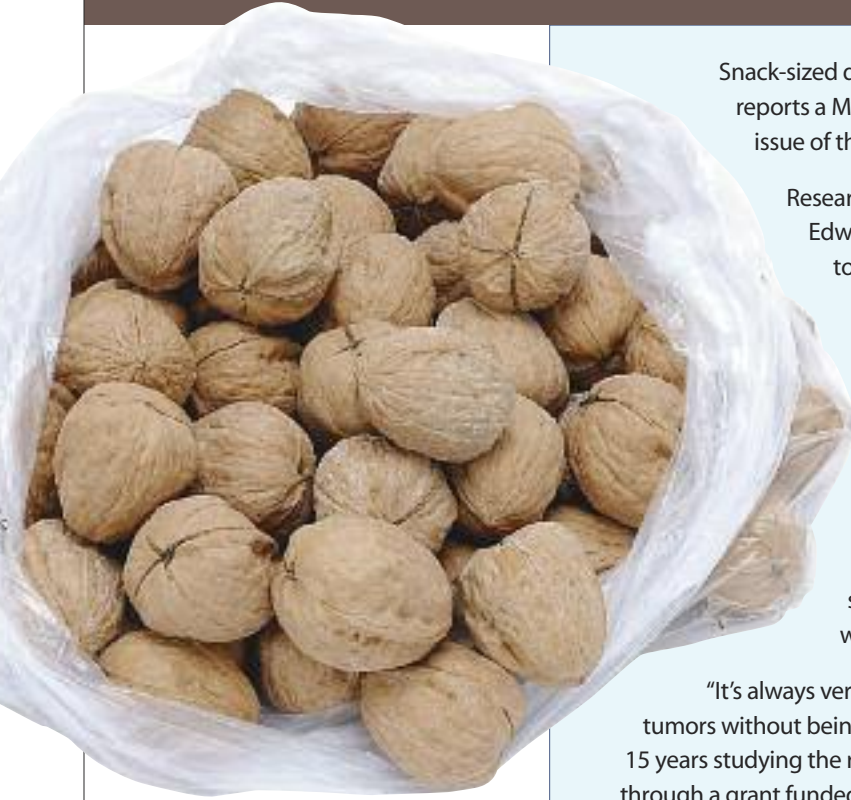 Snack-sized
reports a M
issue of th
Resear
Edw
to
s
w
“It’s always ver
tumors without bein
15 years studying the r
through a grant funded